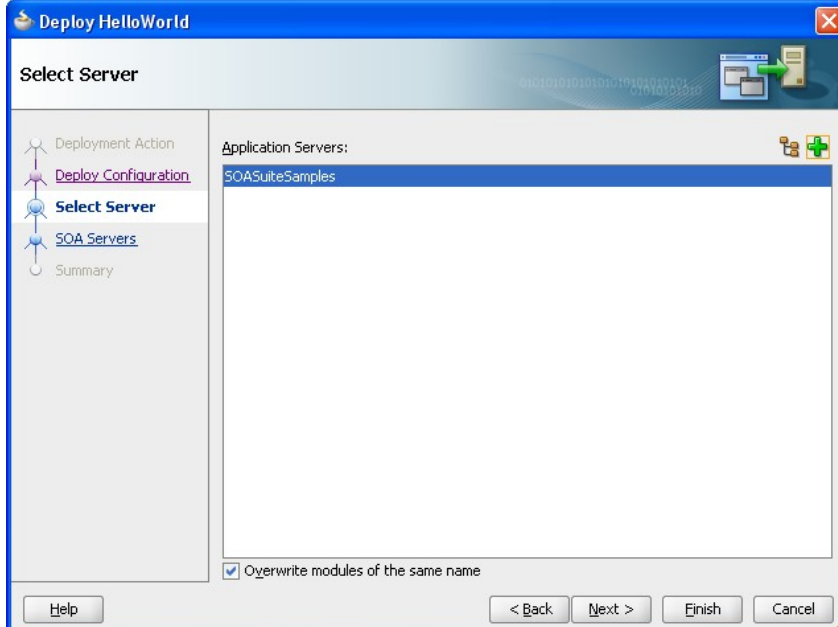 Deploy HelloWorld
Select Server
Deployment Action
Deploy Configuration
Select Server
SOA Servers
Summary
Application Servers:
SOASuiteSamples
Overwrite modules of the same name
Help
< Back
Next >
Finish
Cancel